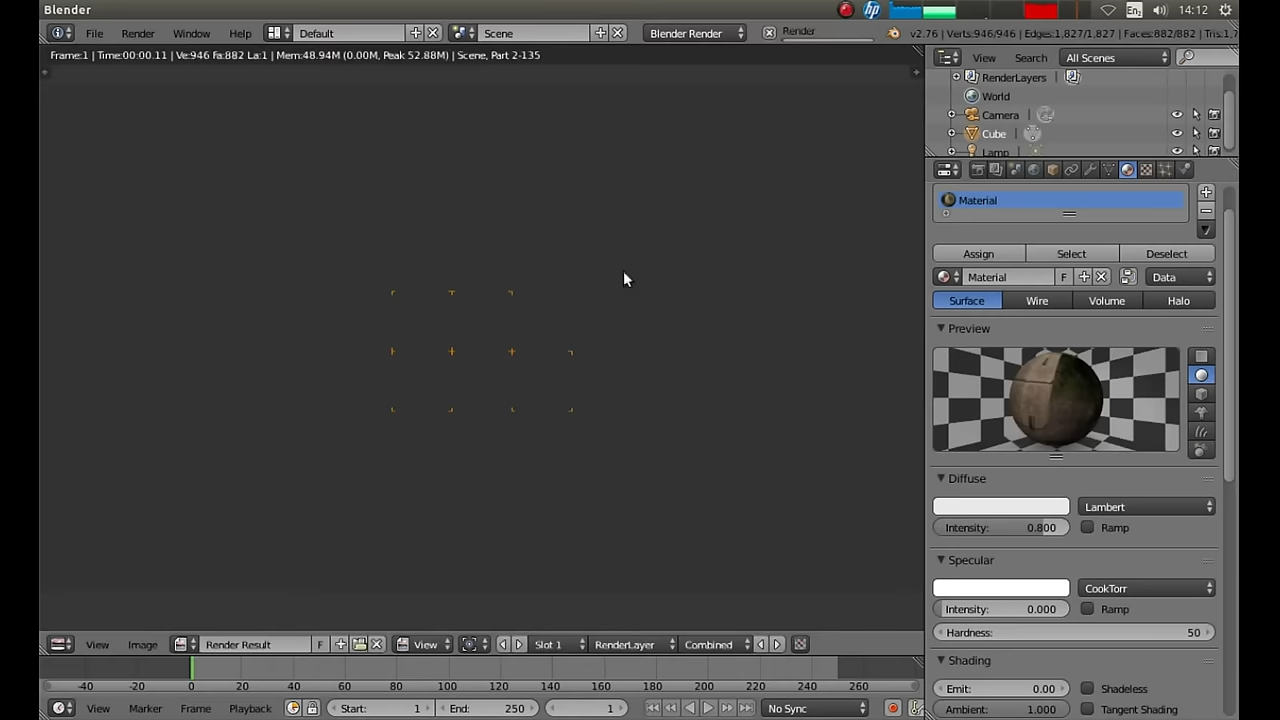 Blender
En₂
14:12
File
Render
Window
Help
Default
Scene
Blender Render
Render
v2.76 | Verts:946/946 | Edges:1,827/1,827 | Faces:882/882 | Tris:1,7
Frame:1 | Time:00:00.11 | Ve:946 Fa:882 La:1 | Mem:48.94M (0.00M, Peak 52.88M) | Scene, Part 2-135
View
Search
All Scenes
RenderLayers
World
Camera
Cube
Lamp
Material
Assign
Select
Deselect
Material
F
Data
Surface
Wire
Volume
Halo
Preview
Diffuse
Lambert
Intensity: 0.800
Ramp
Specular
CookTorr
Intensity: 0.000
Ramp
Hardness: 50
Shading
Emit: 0.00
Shadeless
Ambient: 1.000
Tangent Shading
View
Image
Render Result
F
View
Slot 1
RenderLayer
Combined
-40 -20 0 20 40 60 80 100 120 140 160 180 200 220 240 260
View
Marker
Frame
Playback
Start: 1
End: 250
1
No Sync